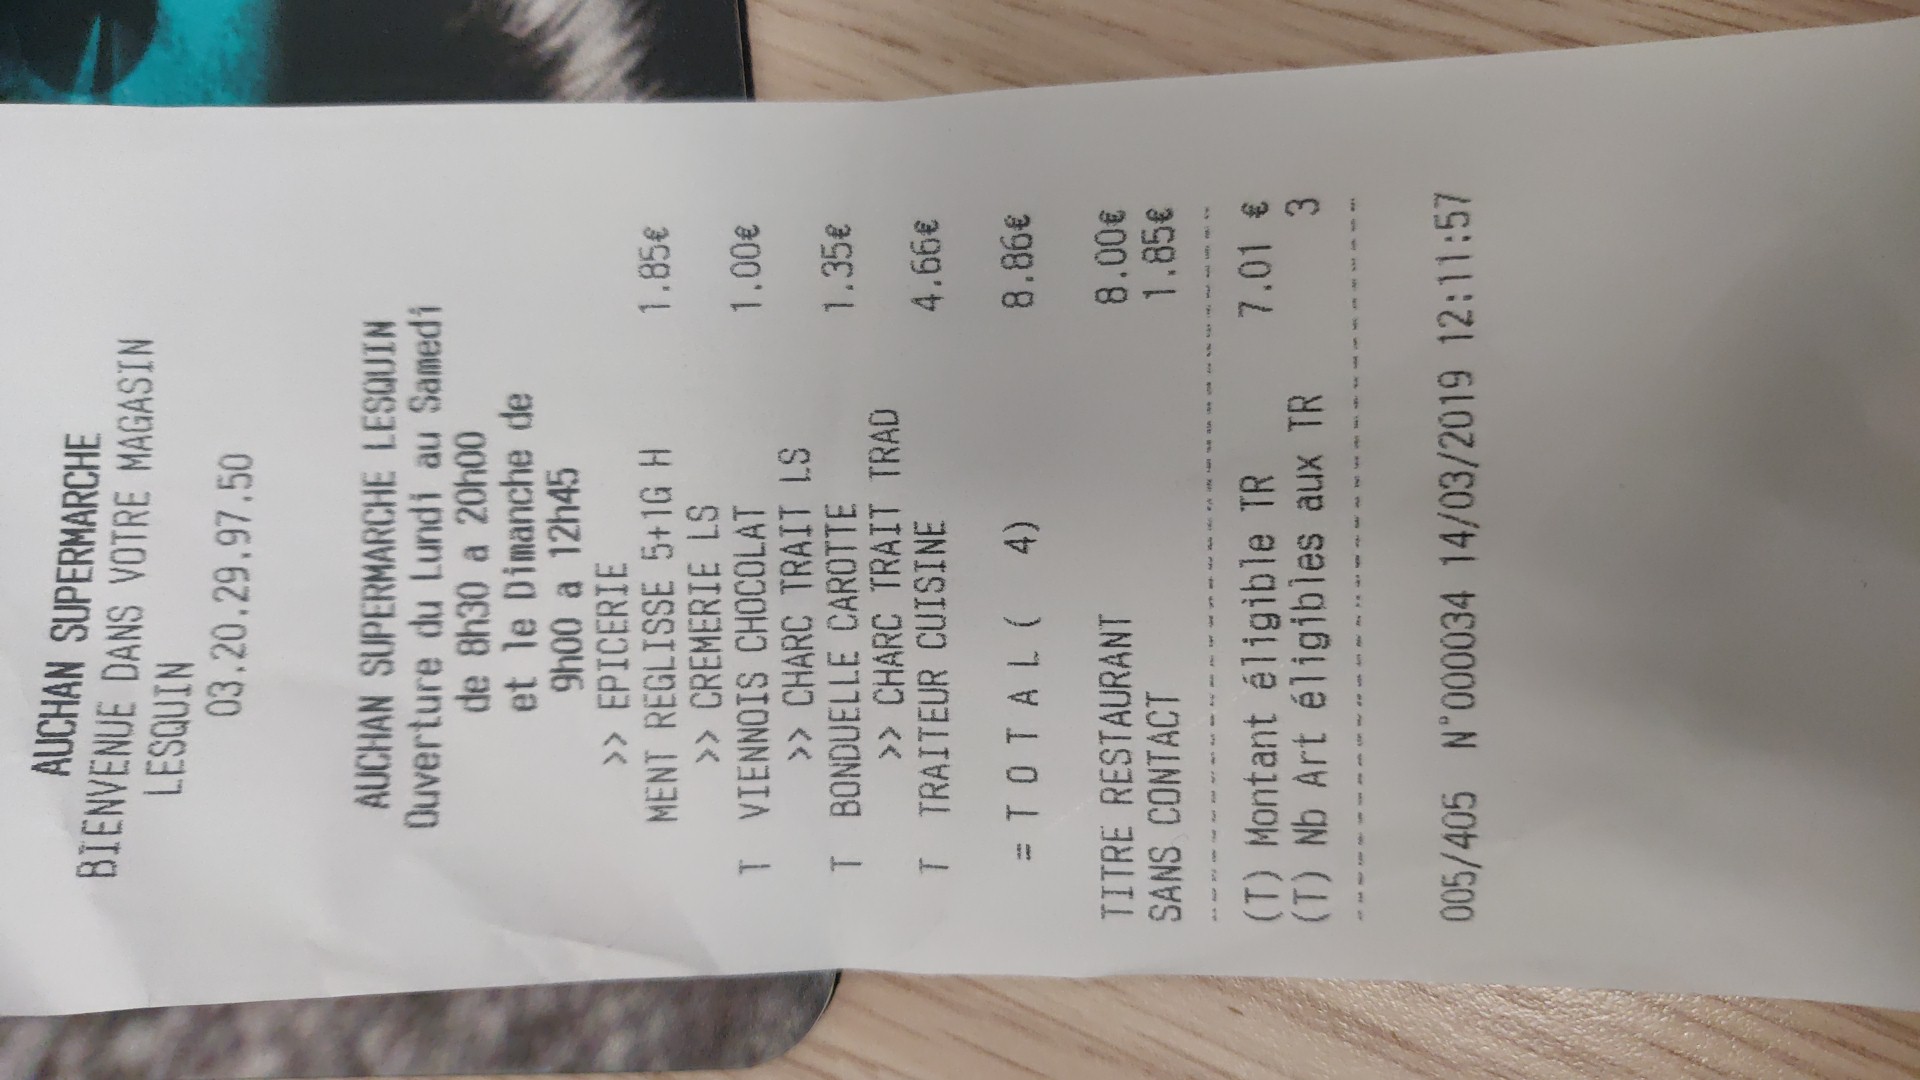 AUCHAN SUPERMARCHE
BIENVENUE DANS VOTRE MAGASIN
LESQUIN
03.20.29.97.50
AUCHAN SUPERMARCHE LESQUIN
Ouverture du Lundi au Samedi
de 8h30 a 20h00
et le Dimanche de
9h00 a 12h45
>> EPICERIE
MENT REGLISSE 5+1G H 1.85€
>> CREMERIE LS
T VIENNOIS CHOCOLAT 1.00€
>> CHARC TRAIT LS
T BONDUELLE CAROTTE 1.35€
>> CHARC TRAIT TRAD
T TRAITEUR CUISINE 4.66€
= T O T A L ( 4) 8.86€
TITRE RESTAURANT 8.00€
SANS CONTACT 1.85€
--------------------------------
(T) Montant éligible TR 7.01 €
(T) Nb Art éligibles aux TR 3
--------------------------------
005/405 N°000034 14/03/2019 12:11:57